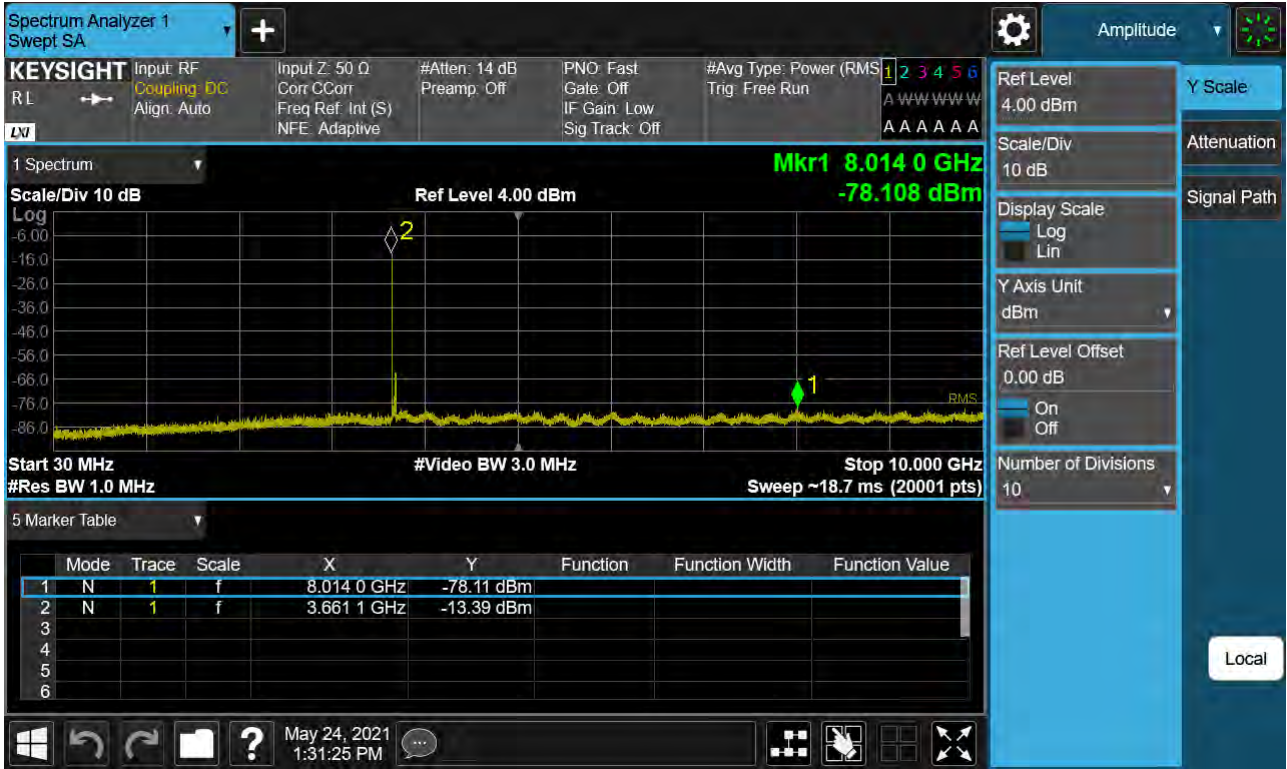 Spectrum Analyzer 1
Swept SA
+
Amplitude
KEYSIGHT
RL
LXI
Input: RF
Coupling: DC
Align: Auto
Input Z: 50 Ω
Corr CCorr
Freq Ref: Int (S)
NFE: Adaptive
#Atten: 14 dB
Preamp: Off
PNO: Fast
Gate: Off
IF Gain: Low
Sig Track: Off
#Avg Type: Power (RMS
Trig: Free Run
1 2 3 4 5 6
A W W W W W
A A A A A A
1 Spectrum
Mkr1 8.014 0 GHz
Scale/Div 10 dB
Ref Level 4.00 dBm
-78.108 dBm
Log
-6.00
-16.0
-26.0
-36.0
-46.0
-56.0
-66.0
-76.0
-86.0
2
1
RMS
Start 30 MHz
#Video BW 3.0 MHz
Stop 10.000 GHz
#Res BW 1.0 MHz
Sweep ~18.7 ms (20001 pts)
5 Marker Table
Mode Trace Scale X Y Function Function Width Function Value
1 N 1 f 8.014 0 GHz -78.11 dBm
2 N 1 f 3.661 1 GHz -13.39 dBm
3
4
5
6
Ref Level
4.00 dBm
Scale/Div
10 dB
Display Scale
Log
Lin
Y Axis Unit
dBm
Ref Level Offset
0.00 dB
On
Off
Number of Divisions
10
Y Scale
Attenuation
Signal Path
Local
?
May 24, 2021
1:31:25 PM